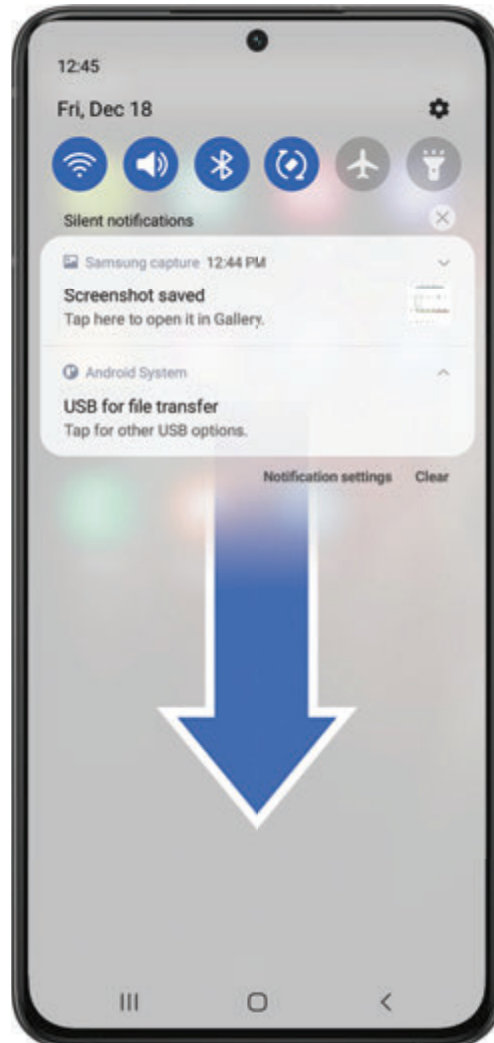 12:45
Fri, Dec 18
Silent notifications
Samsung capture 12:44 PM
Screenshot saved
Tap here to open it in Gallery.
Android System
USB for file transfer
Tap for other USB options.
Notification settings Clear